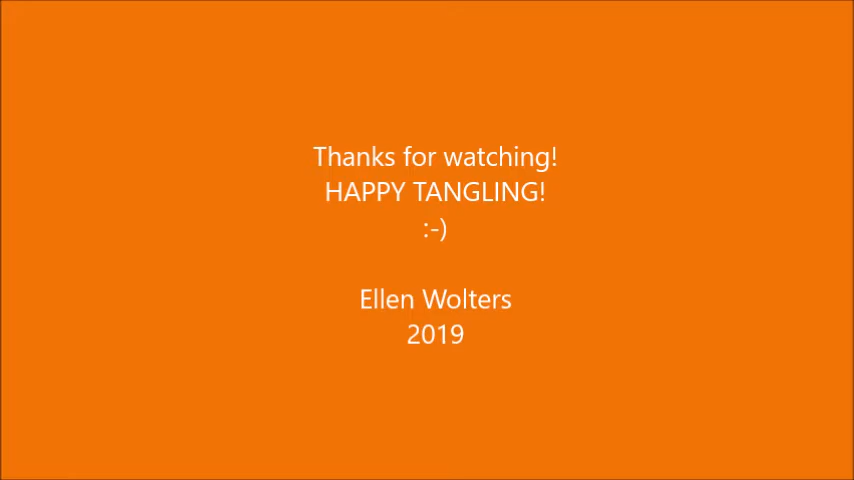 Thanks for watching!
HAPPY TANGLING!
:-)
Ellen Wolters
2019